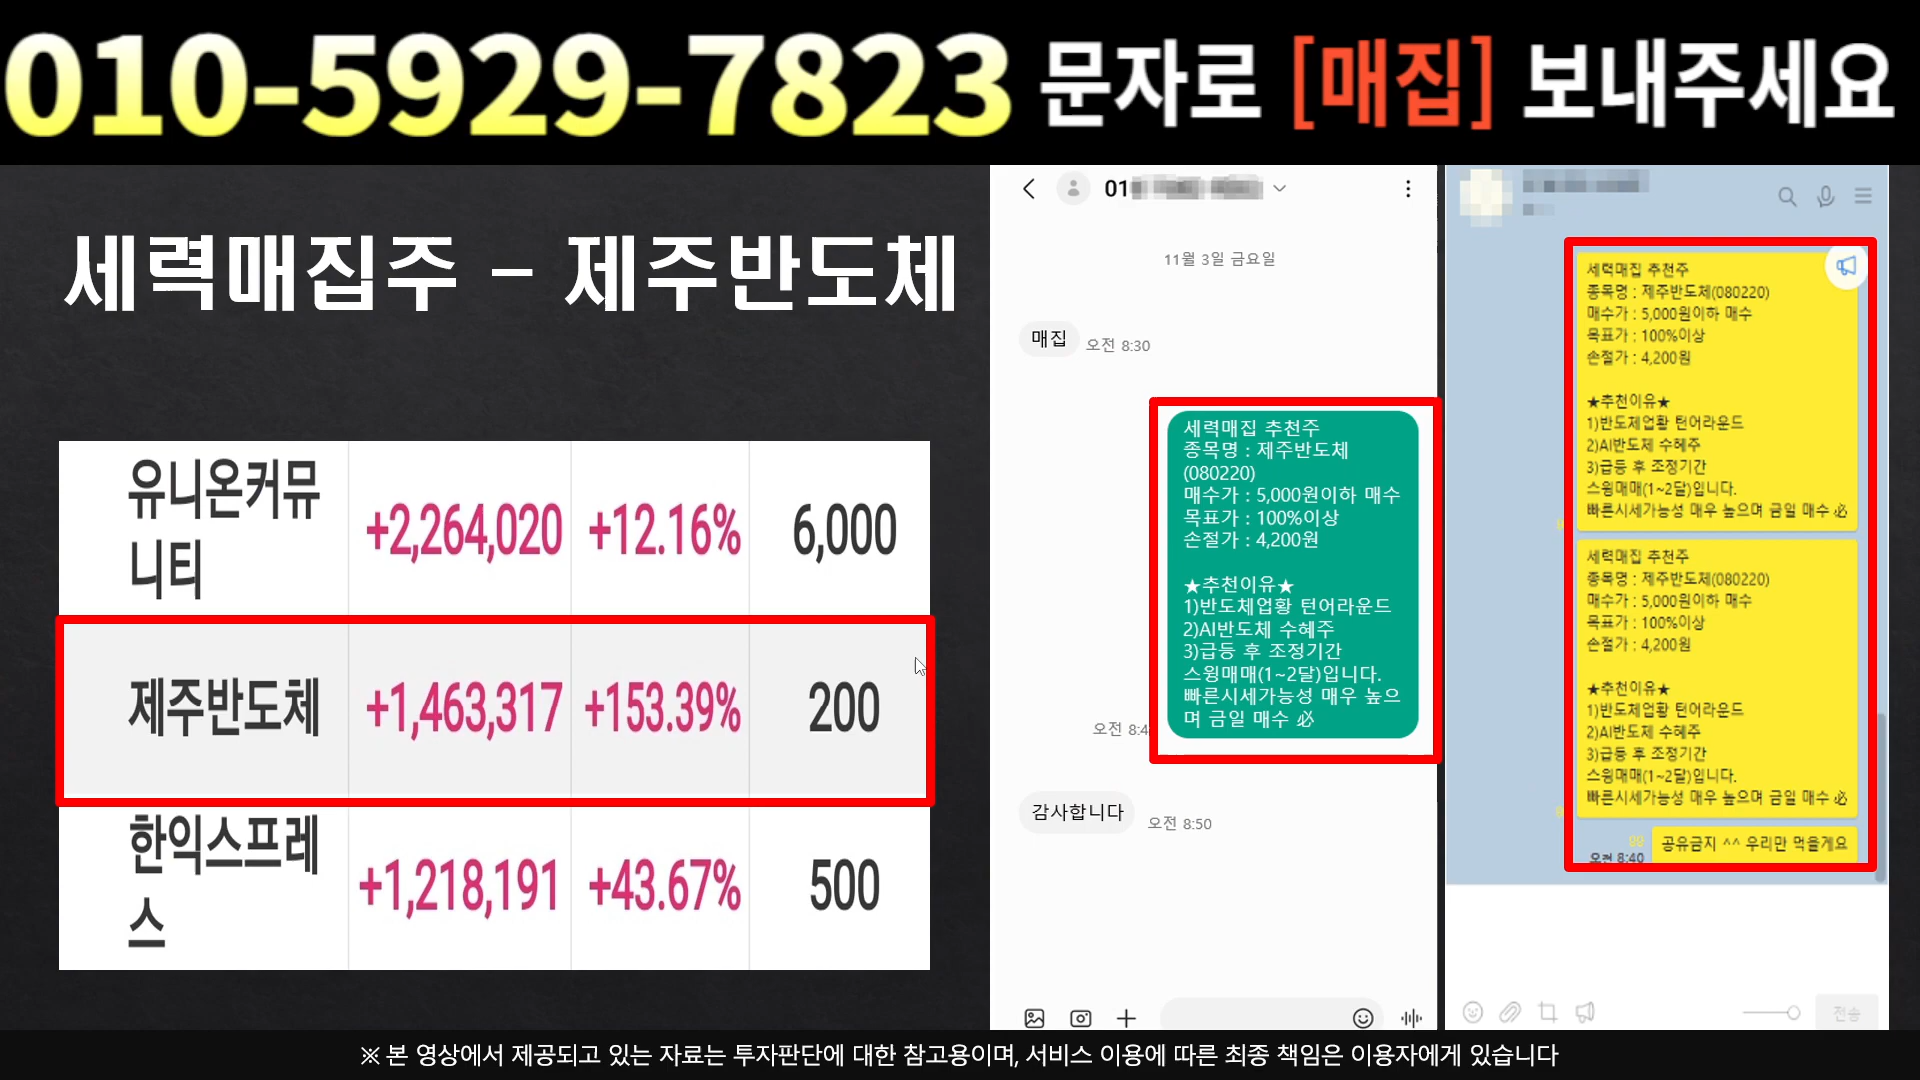 010-5929-7823 문자로 [매집] 보내주세요
세력매집주 - 제주반도체
유니온커뮤
니티
+2,264,020 +12.16% 6,000
제주반도체 +1,463,317 +153.39% 200
한익스프레
스
+1,218,191 +43.67% 500
01
11월 3일 금요일
매집 오전 8:30
세력매집 추천주
종목명 : 제주반도체
(080220)
매수가 : 5,000원이하 매수
목표가 : 100%이상
손절가 : 4,200원
★추천이유★
1)반도체업황 턴어라운드
2)AI반도체 수혜주
3)급등 후 조정기간
스윙매매(1~2달)입니다.
빠른시세가능성 매우 높으
며 금일 매수 必
오전 8:4
감사합니다 오전 8:50
세력매집 추천주
종목명 : 제주반도체(080220)
매수가 : 5,000원이하 매수
목표가 : 100%이상
손절가 : 4,200원
★추천이유★
1)반도체업황 턴어라운드
2)AI반도체 수혜주
3)급등 후 조정기간
스윙매매(1~2달)입니다.
빠른시세가능성 매우 높으며 금일 매수 必
세력매집 추천주
종목명 : 제주반도체(080220)
매수가 : 5,000원이하 매수
목표가 : 100%이상
손절가 : 4,200원
★추천이유★
1)반도체업황 턴어라운드
2)AI반도체 수혜주
3)급등 후 조정기간
스윙매매(1~2달)입니다.
빠른시세가능성 매우 높으며 금일 매수 必
오전 8:40 공유금지 ^^ 우리만 먹을게요
전송
※ 본 영상에서 제공되고 있는 자료는 투자판단에 대한 참고용이며, 서비스 이용에 따른 최종 책임은 이용자에게 있습니다